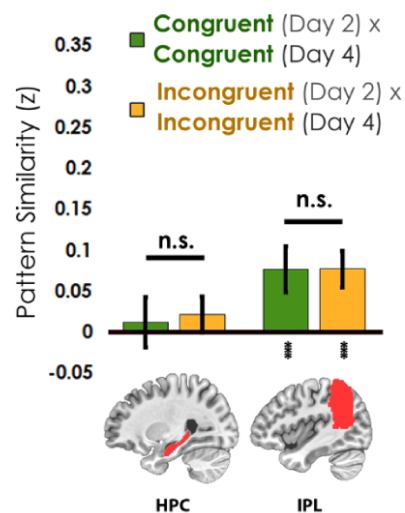 Congruent (Day 2) x
Congruent (Day 4)
Incongruent (Day 2) x
Incongruent (Day 4)
Pattern Similarity (z)
0.35
0.3
0.25
0.2
0.15
0.1
0.05
0
-0.05
n.s.
n.s.
HPC
IPL